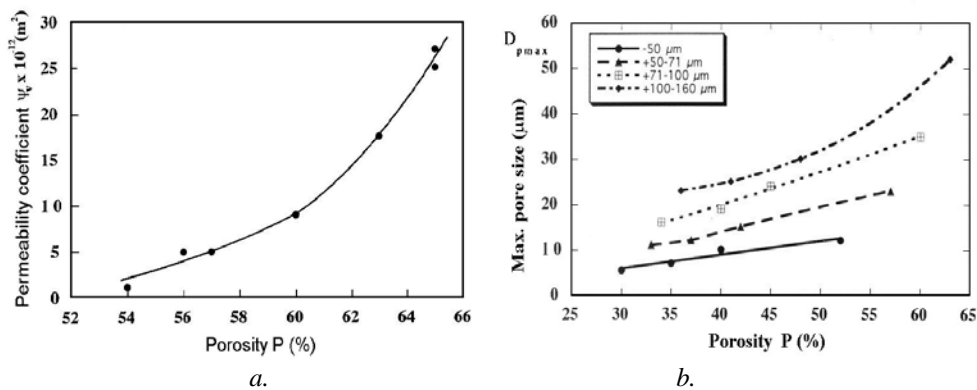 Permeability coefficient ψᵥ x 10⁻¹²(m²)
30
25
20
15
10
5
0
52 54 56 58 60 62 64 66
Porosity P (%)
a.
D p max
Max. pore size (μm)
60
50
40
30
20
10
0
-50 μm
+50-71 μm
+71-100 μm
+100-160 μm
25 30 35 40 45 50 55 60 65
Porosity P (%)
b.